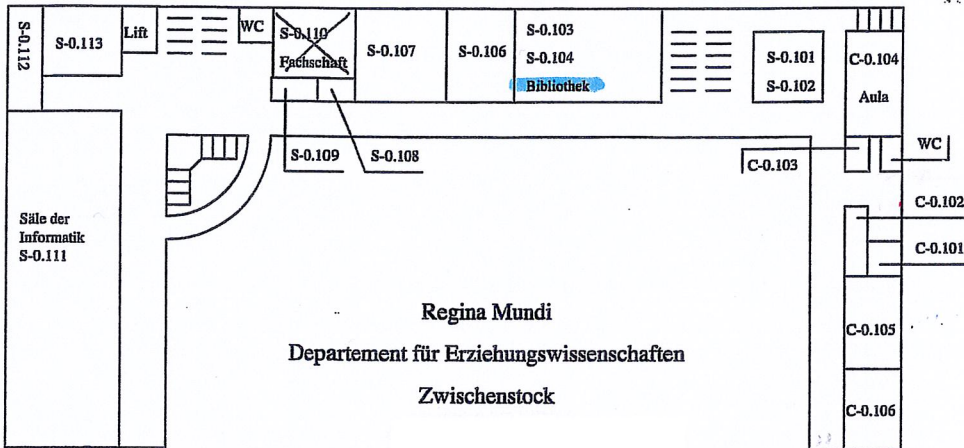 S-0.112
S-0.113
Lift
WC
S-0.110
Fachschaft
S-0.107
S-0.106
S-0.103
S-0.104
Bibliothek
S-0.101
S-0.102
C-0.104
Aula
S-0.109
S-0.108
C-0.103
WC
C-0.102
C-0.101
Säle der
Informatik
S-0.111
C-0.105
C-0.106
Regina Mundi
Departement für Erziehungswissenschaften
Zwischenstock